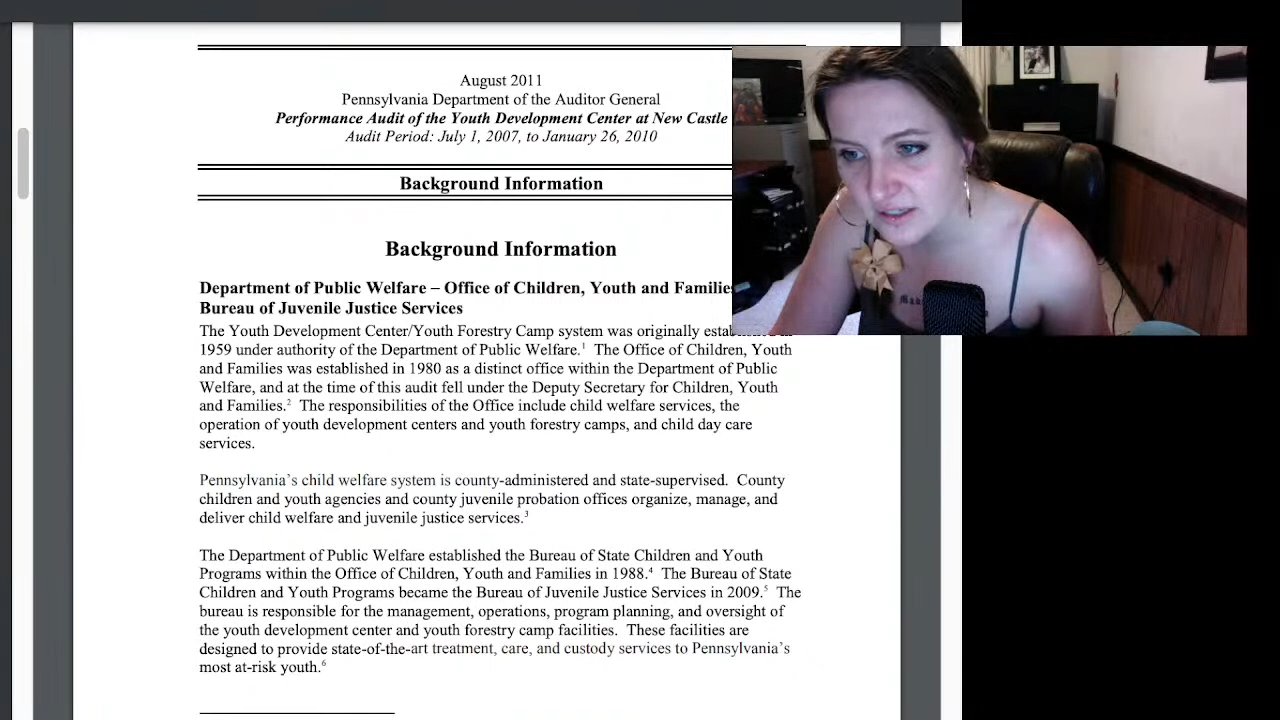 August 2011
Pennsylvania Department of the Auditor General
Performance Audit of the Youth Development Center at New Castle
Audit Period: July 1, 2007, to January 26, 2010
Background Information
Background Information
Department of Public Welfare – Office of Children, Youth and Families
Bureau of Juvenile Justice Services
The Youth Development Center/Youth Forestry Camp system was originally
1959 under authority of the Department of Public Welfare.¹ The Office of Children, Youth
and Families was established in 1980 as a distinct office within the Department of Public
Welfare, and at the time of this audit fell under the Deputy Secretary for Children, Youth
and Families.² The responsibilities of the Office include child welfare services, the
operation of youth development centers and youth forestry camps, and child day care
services.
Pennsylvania’s child welfare system is county-administered and state-supervised. County
children and youth agencies and county juvenile probation offices organize, manage, and
deliver child welfare and juvenile justice services.³
The Department of Public Welfare established the Bureau of State Children and Youth
Programs within the Office of Children, Youth and Families in 1988.⁴ The Bureau of State
Children and Youth Programs became the Bureau of Juvenile Justice Services in 2009.⁵ The
bureau is responsible for the management, operations, program planning, and oversight of
the youth development center and youth forestry camp facilities. These facilities are
designed to provide state-of-the-art treatment, care, and custody services to Pennsylvania’s
most at-risk youth.⁶